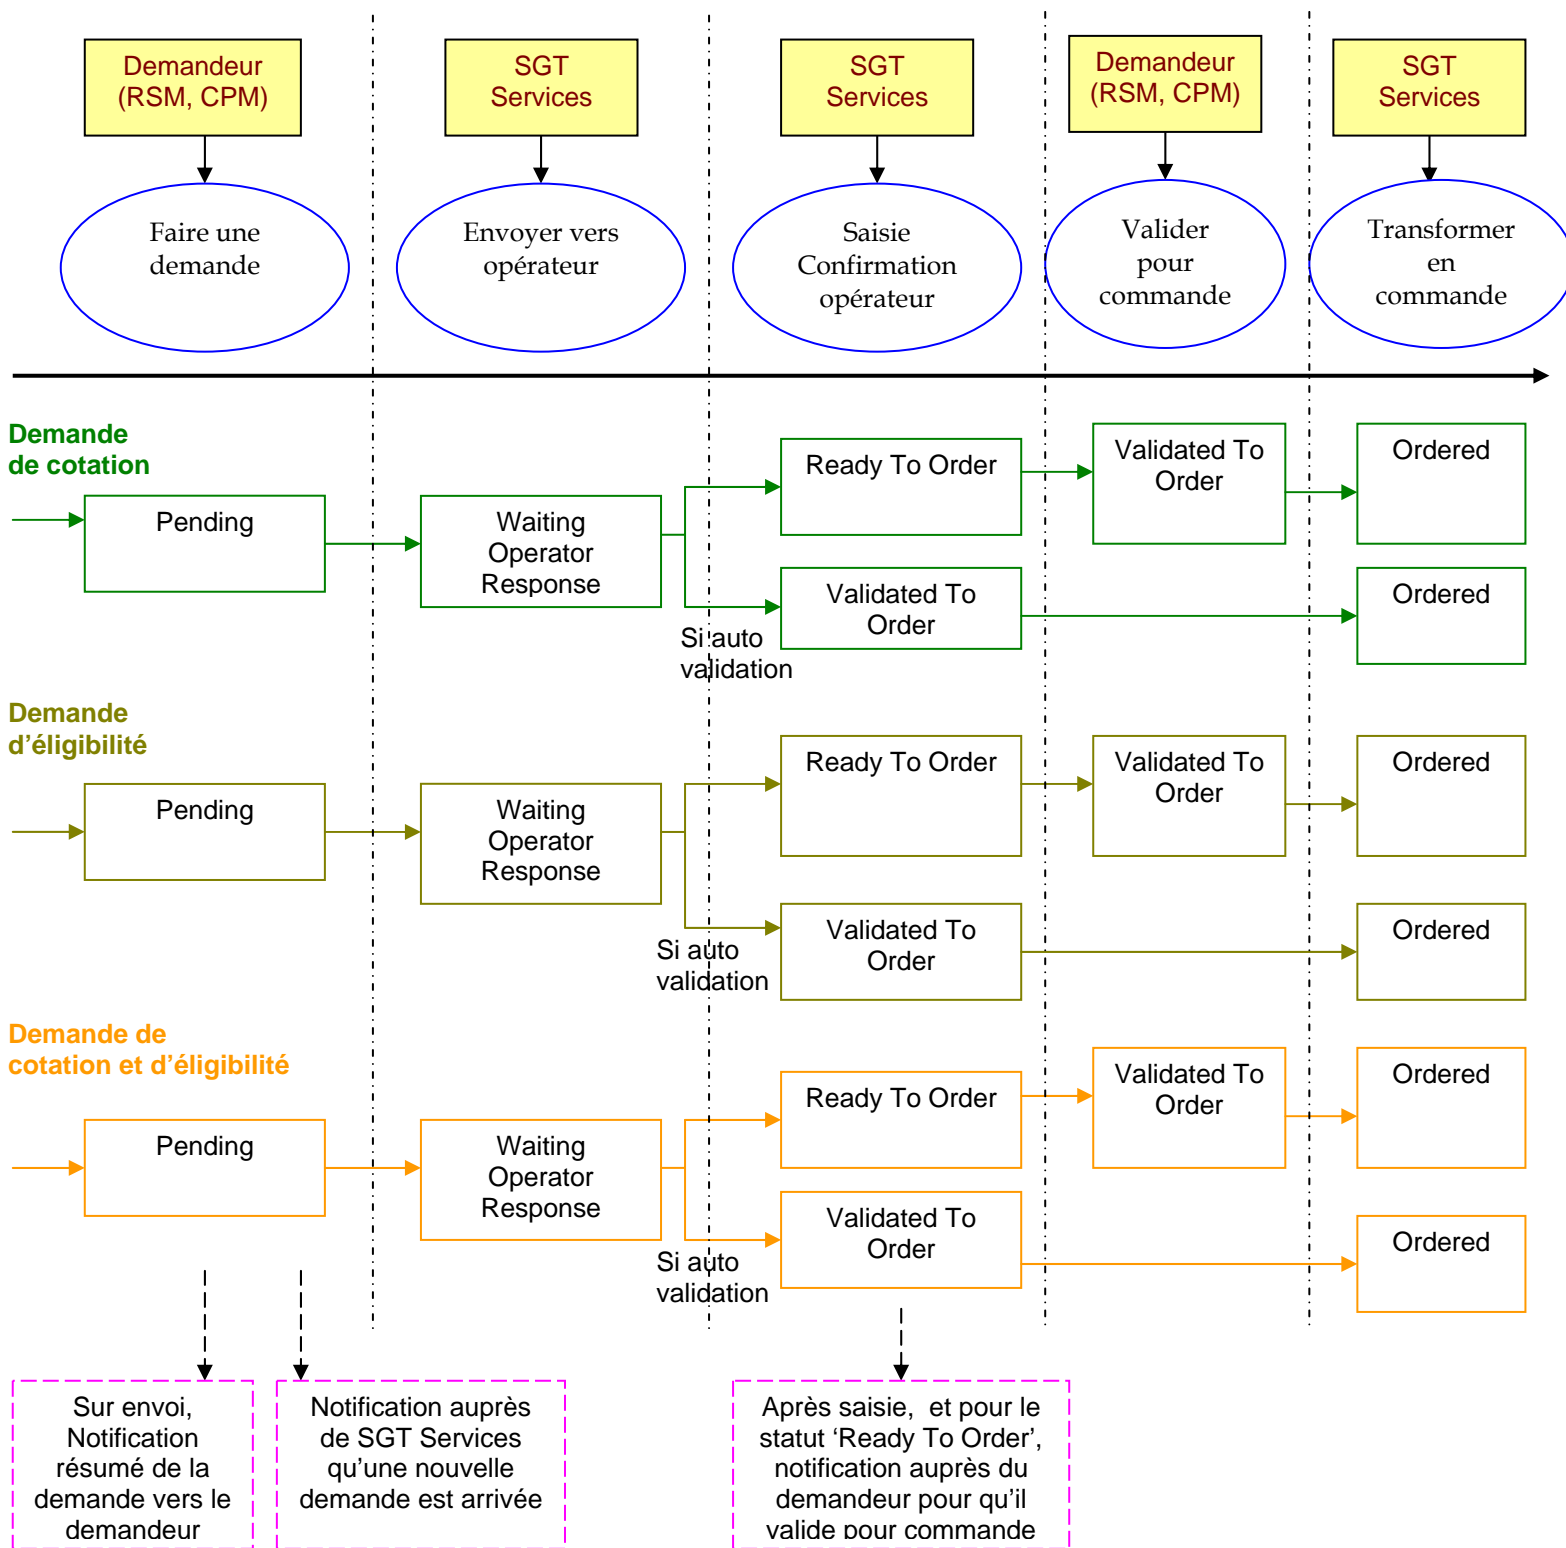 Demandeur
(RSM, CPM)
SGT
Services
SGT
Services
Demandeur
(RSM, CPM)
SGT
Services
Faire une
demande
Envoyer vers
opérateur
Saisie
Confirmation
opérateur
Valider
pour
commande
Transformer
en
commande
Demande
de cotation
Pending
Waiting
Operator
Response
Ready To Order
Validated To
Order
Ordered
Si auto
validation
Validated To
Order
Ordered
Demande
d’éligibilité
Pending
Waiting
Operator
Response
Ready To Order
Validated To
Order
Ordered
Si auto
validation
Validated To
Order
Ordered
Demande de
cotation et d’éligibilité
Pending
Waiting
Operator
Response
Ready To Order
Validated To
Order
Ordered
Si auto
validation
Validated To
Order
Ordered
Sur envoi,
Notification
résumé de la
demande vers le
demandeur
Notification auprès
de SGT Services
qu’une nouvelle
demande est arrivée
Après saisie,  et pour le
statut ‘Ready To Order’,
notification auprès du
demandeur pour qu’il
valide pour commande